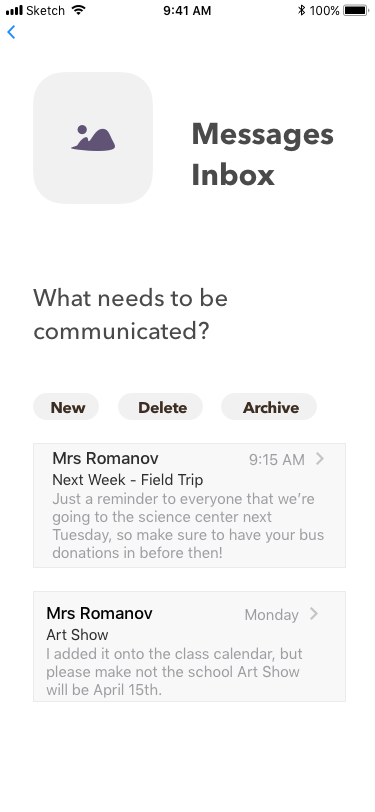 Sketch 9:41 AM 100%
Messages
Inbox
What needs to be
communicated?
New Delete Archive
Mrs Romanov 9:15 AM
Next Week - Field Trip
Just a reminder to everyone that we’re
going to the science center next
Tuesday, so make sure to have your bus
donations in before then!
Mrs Romanov Monday
Art Show
I added it onto the class calendar, but
please make not the school Art Show
will be April 15th.